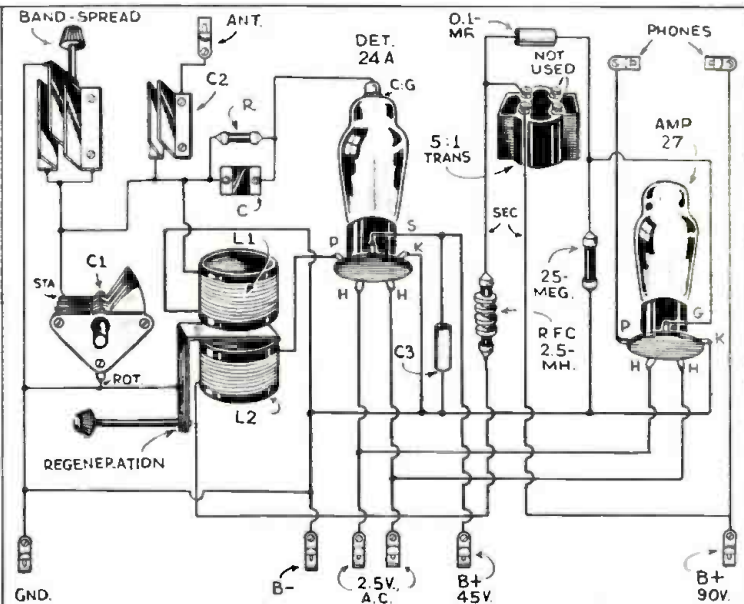 BAND-SPREAD
ANT.
C2
DET.
24A
C:G
R
C
0.1-
MF.
NOT
USED
PHONES
5:1
TRANS
AMP
27
L1
L2
C1
STA
ROT
P
S
K
H
H
SEC
C3
25-
MEG.
RFC
2.5-
MH.
P
G
K
H
H
REGENERATION
GND.
B-
2.5V.,
A.C.
B+
45V.
B+
90V.